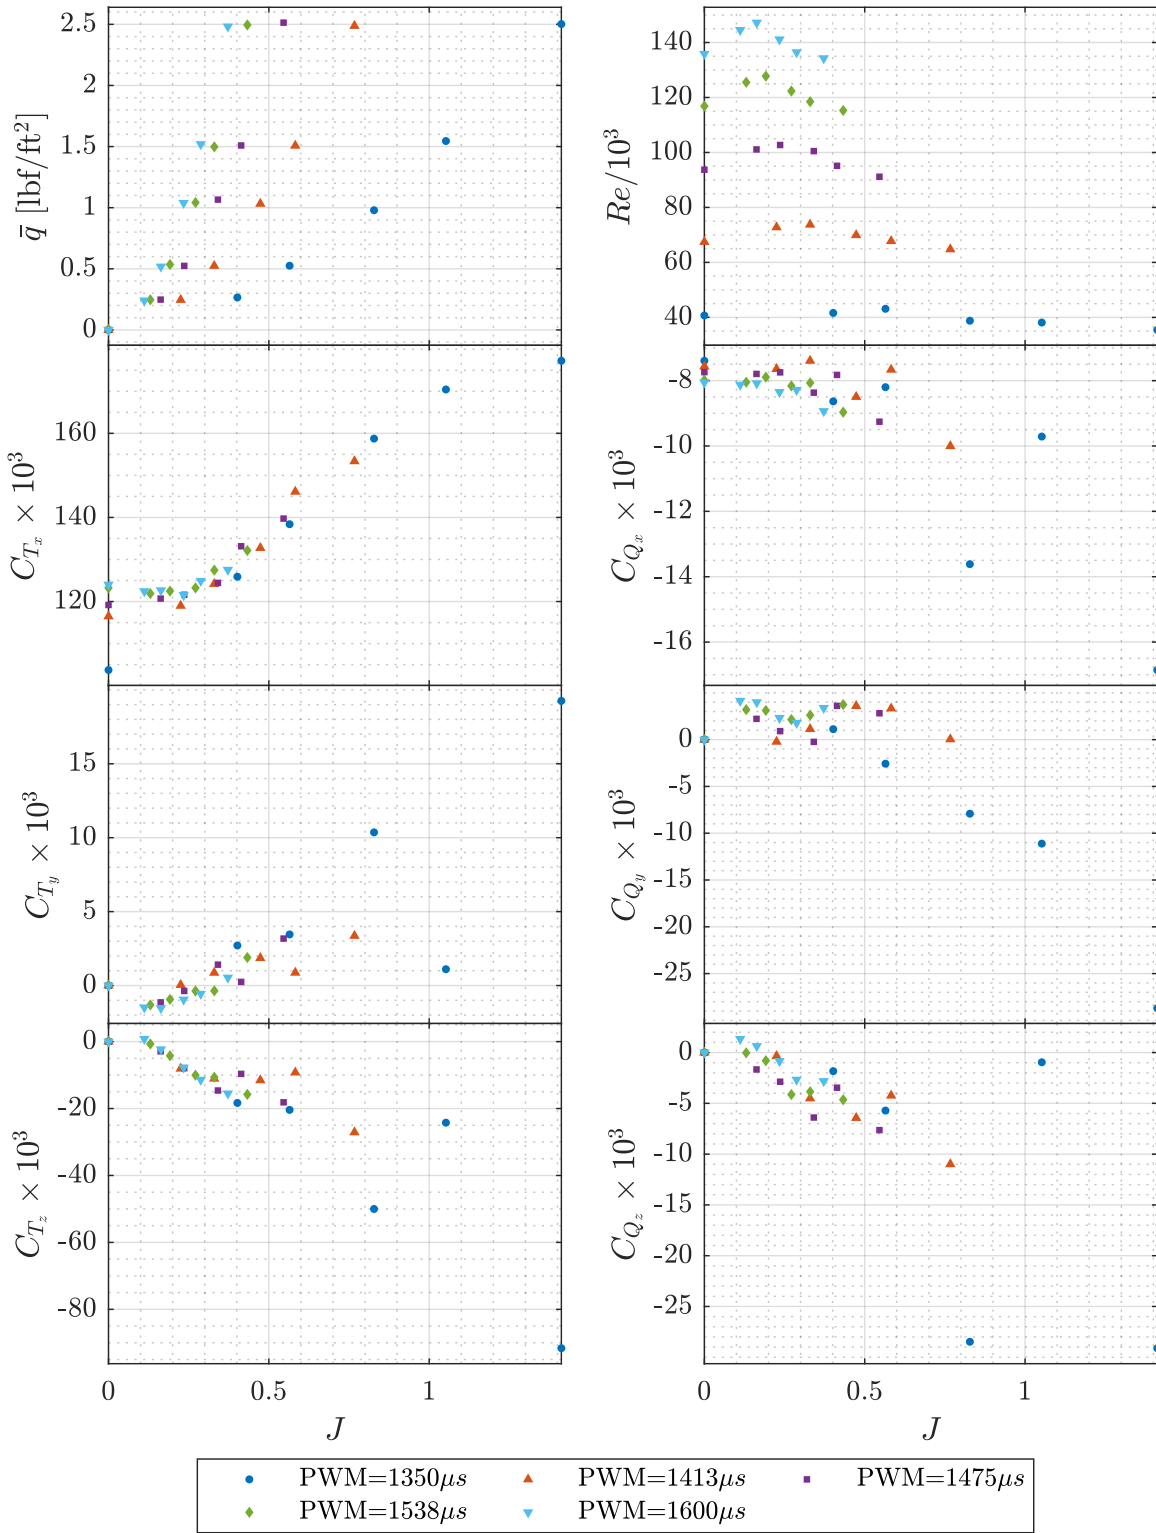 2.5
2
1.5
1
0.5
0
q̄ [lbf/ft²]
140
120
100
80
60
40
Re/10³
160
140
120
C_{T_x} × 10³
-8
-10
-12
-14
-16
C_{Q_x} × 10³
15
10
5
0
C_{T_y} × 10³
0
-5
-10
-15
-20
-25
C_{Q_y} × 10³
0
-20
-40
-60
-80
C_{T_z} × 10³
0
-5
-10
-15
-20
-25
C_{Q_z} × 10³
0 0.5 1
J
0 0.5 1
J
PWM=1350μs PWM=1413μs PWM=1475μs
PWM=1538μs PWM=1600μs